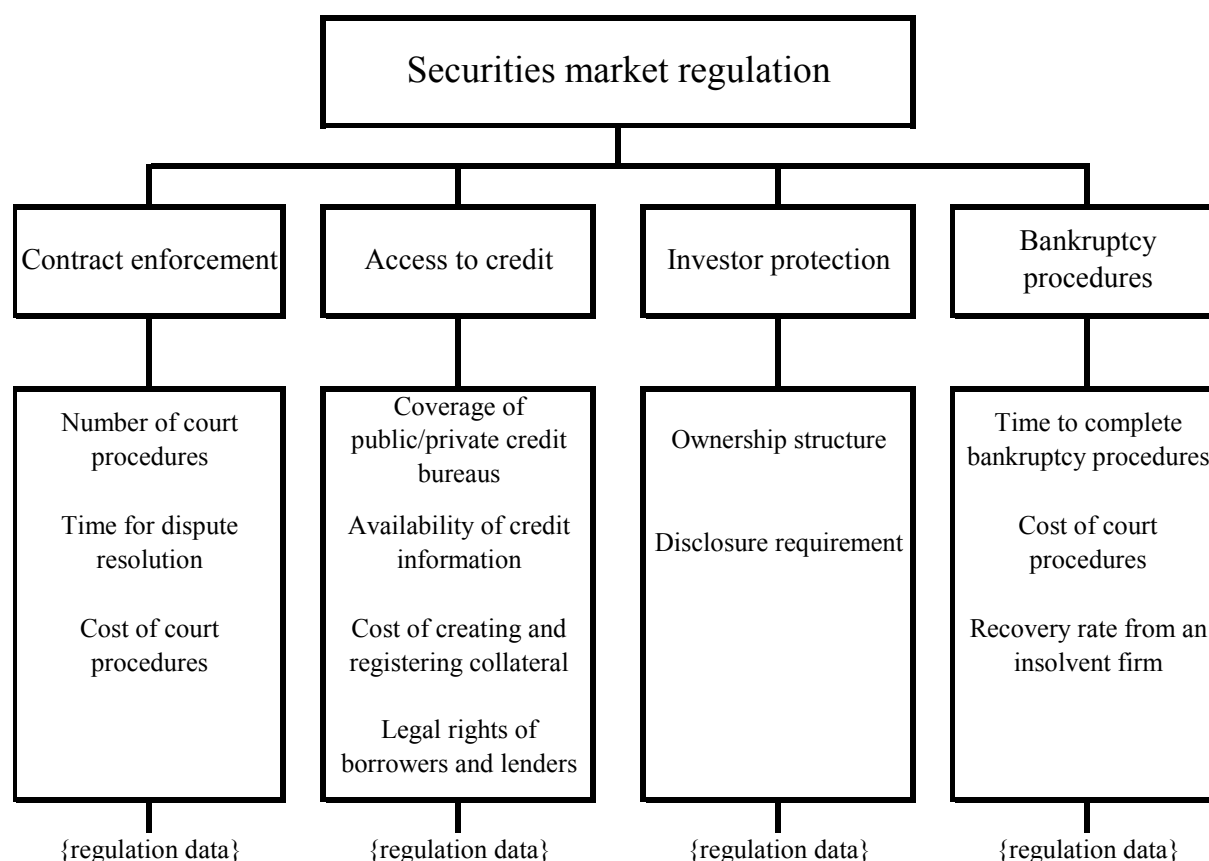 Securities market regulation
Contract enforcement
Access to credit
Investor protection
Bankruptcy
procedures
Number of court
procedures
Time for dispute
resolution
Cost of court
procedures
Coverage of
public/private credit
bureaus
Availability of credit
information
Cost of creating and
registering collateral
Legal rights of
borrowers and lenders
Ownership structure
Disclosure requirement
Time to complete
bankruptcy procedures
Cost of court
procedures
Recovery rate from an
insolvent firm
{regulation data}
{regulation data}
{regulation data}
{regulation data}